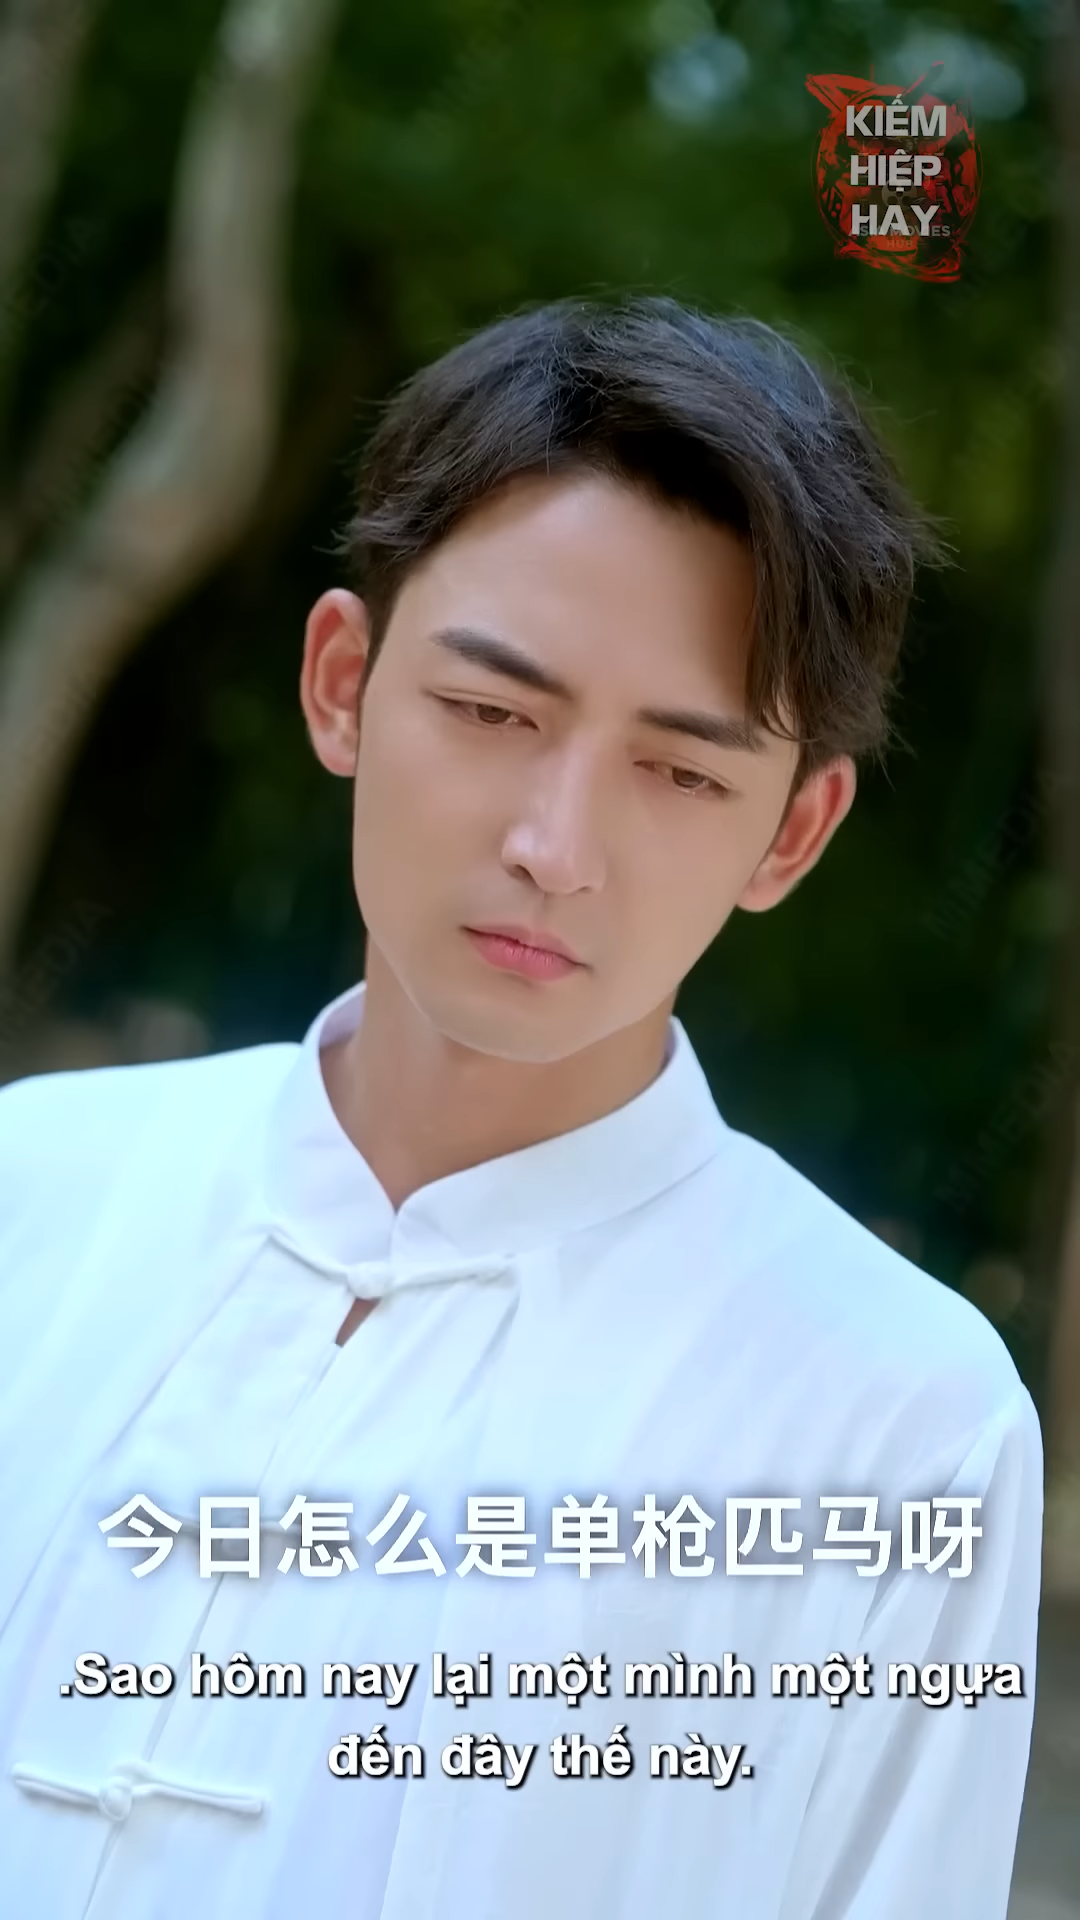 KIẾM
HIỆP
HAY
HUB
今日怎么是单枪匹马呀
.Sao hôm nay lại một mình một ngựa
đến đây thế này.